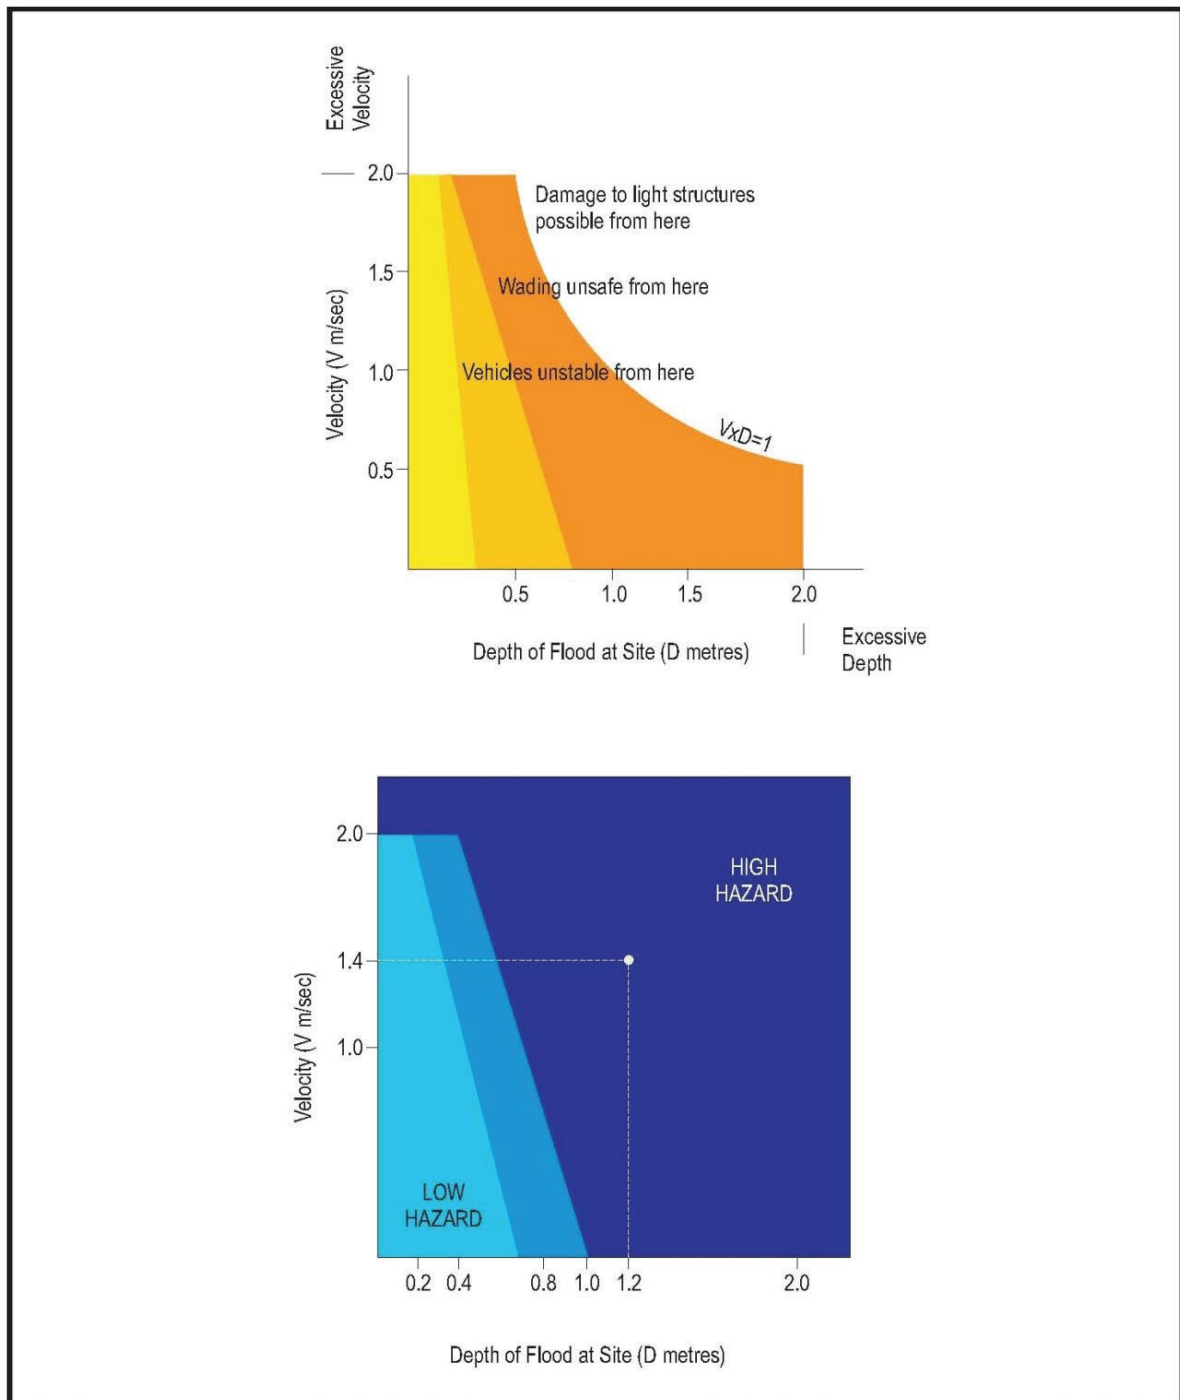 Excessive
Velocity
2.0
Damage to light structures
possible from here
1.5
Wading unsafe from here
Velocity (V m/sec)
1.0
Vehicles unstable from here
VxD=1
0.5
0.5
1.0
1.5
2.0
Depth of Flood at Site (D metres)
Excessive
Depth
2.0
HIGH
HAZARD
1.4
Velocity (V m/sec)
1.0
LOW
HAZARD
0.2
0.4
0.8
1.0
1.2
2.0
Depth of Flood at Site (D metres)